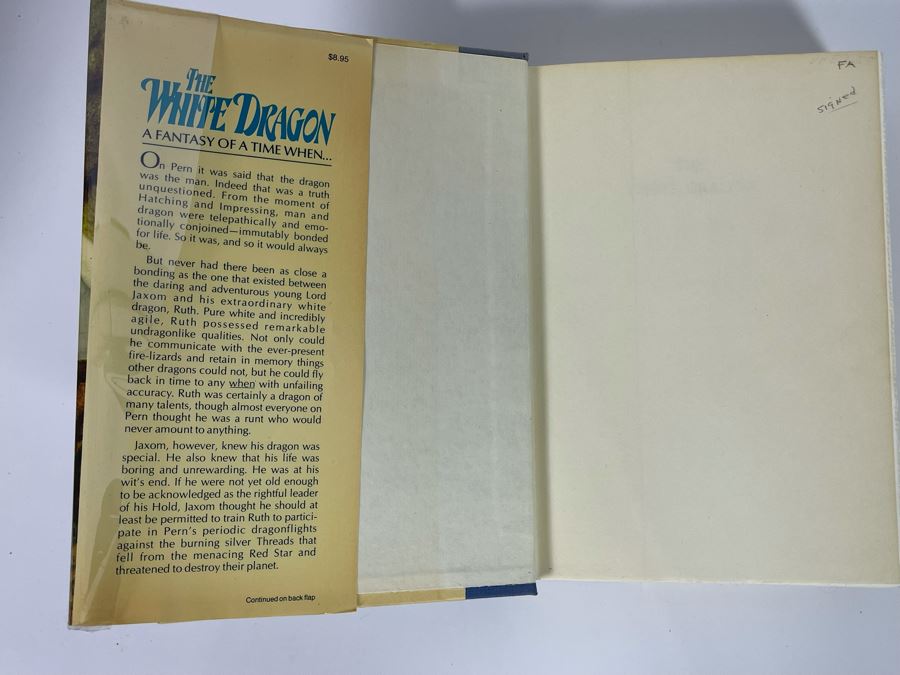 $8.95
THE
WHITE DRAGON
A FANTASY OF A TIME WHEN...
On Pern it was said that the dragon
was the man. Indeed that was a truth
unquestioned. From the moment of
Hatching and Impressing, man and
dragon were telepathically and emo-
tionally conjoined—immutably bonded
for life. So it was, and so it would always
be.
But never had there been as close a
bonding as the one that existed between
the daring and adventurous young Lord
Jaxom and his extraordinary white
dragon, Ruth. Pure white and incredibly
agile, Ruth possessed remarkable
undragonlike qualities. Not only could
he communicate with the ever-present
fire-lizards and retain in memory things
other dragons could not, but he could fly
back in time to any when with unfailing
accuracy. Ruth was certainly a dragon of
many talents, though almost everyone on
Pern thought he was a runt who would
never amount to anything.
Jaxom, however, knew his dragon was
special. He also knew that his life was
boring and unrewarding. He was at his
wit's end. If he were not yet old enough
to be acknowledged as the rightful leader
of his Hold, Jaxom thought he should at
least be permitted to train Ruth to partici-
pate in Pern's periodic dragonflights
against the burning silver Threads that
fell from the menacing Red Star and
threatened to destroy their planet.
Continued on back flap
FA
SIGNED